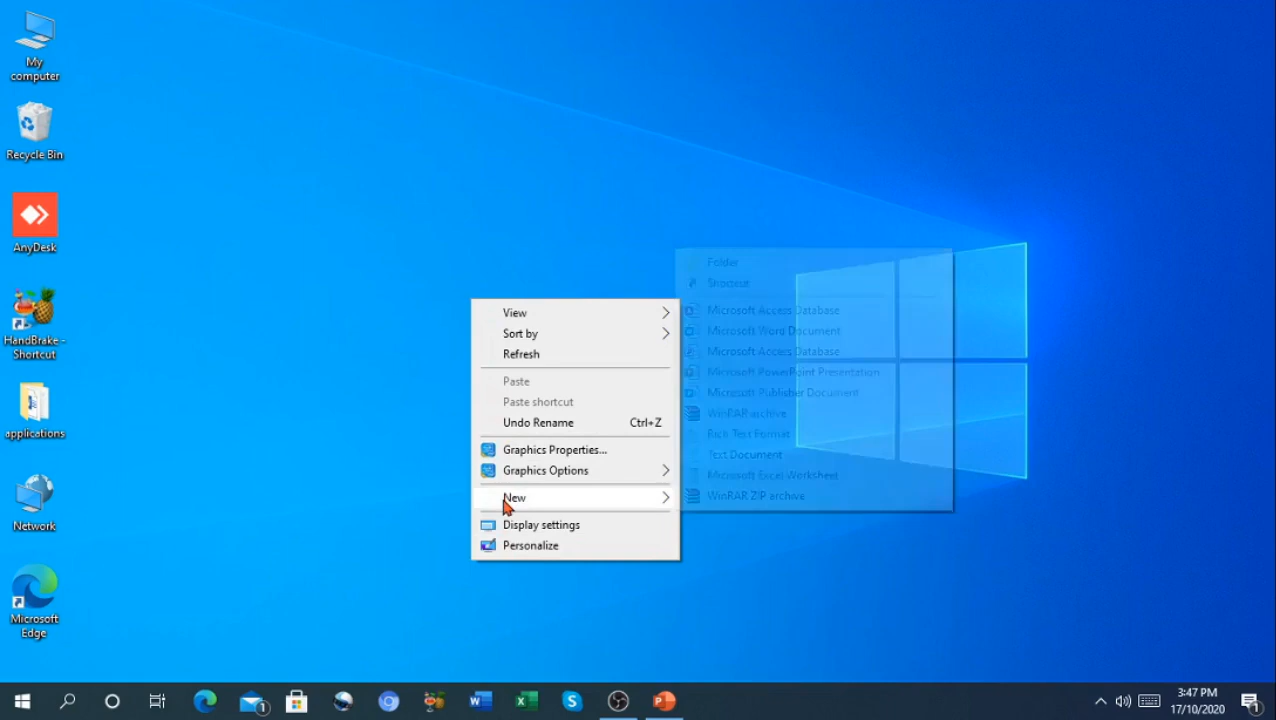 My
computer
Recycle Bin
AnyDesk
HandBrake -
Shortcut
applications
Network
Microsoft
Edge
View
Sort by
Refresh
Paste
Paste shortcut
Undo Rename Ctrl+Z
Graphics Properties...
Graphics Options
New
Display settings
Personalize
Folder
Shortcut
Microsoft Access Database
Microsoft Word Document
Microsoft Access Database
Microsoft PowerPoint Presentation
Microsoft Publisher Document
WinRAR archive
Rich Text Format
Text Document
Microsoft Excel Worksheet
WinRAR ZIP archive
1
3:47 PM
17/10/2020
1